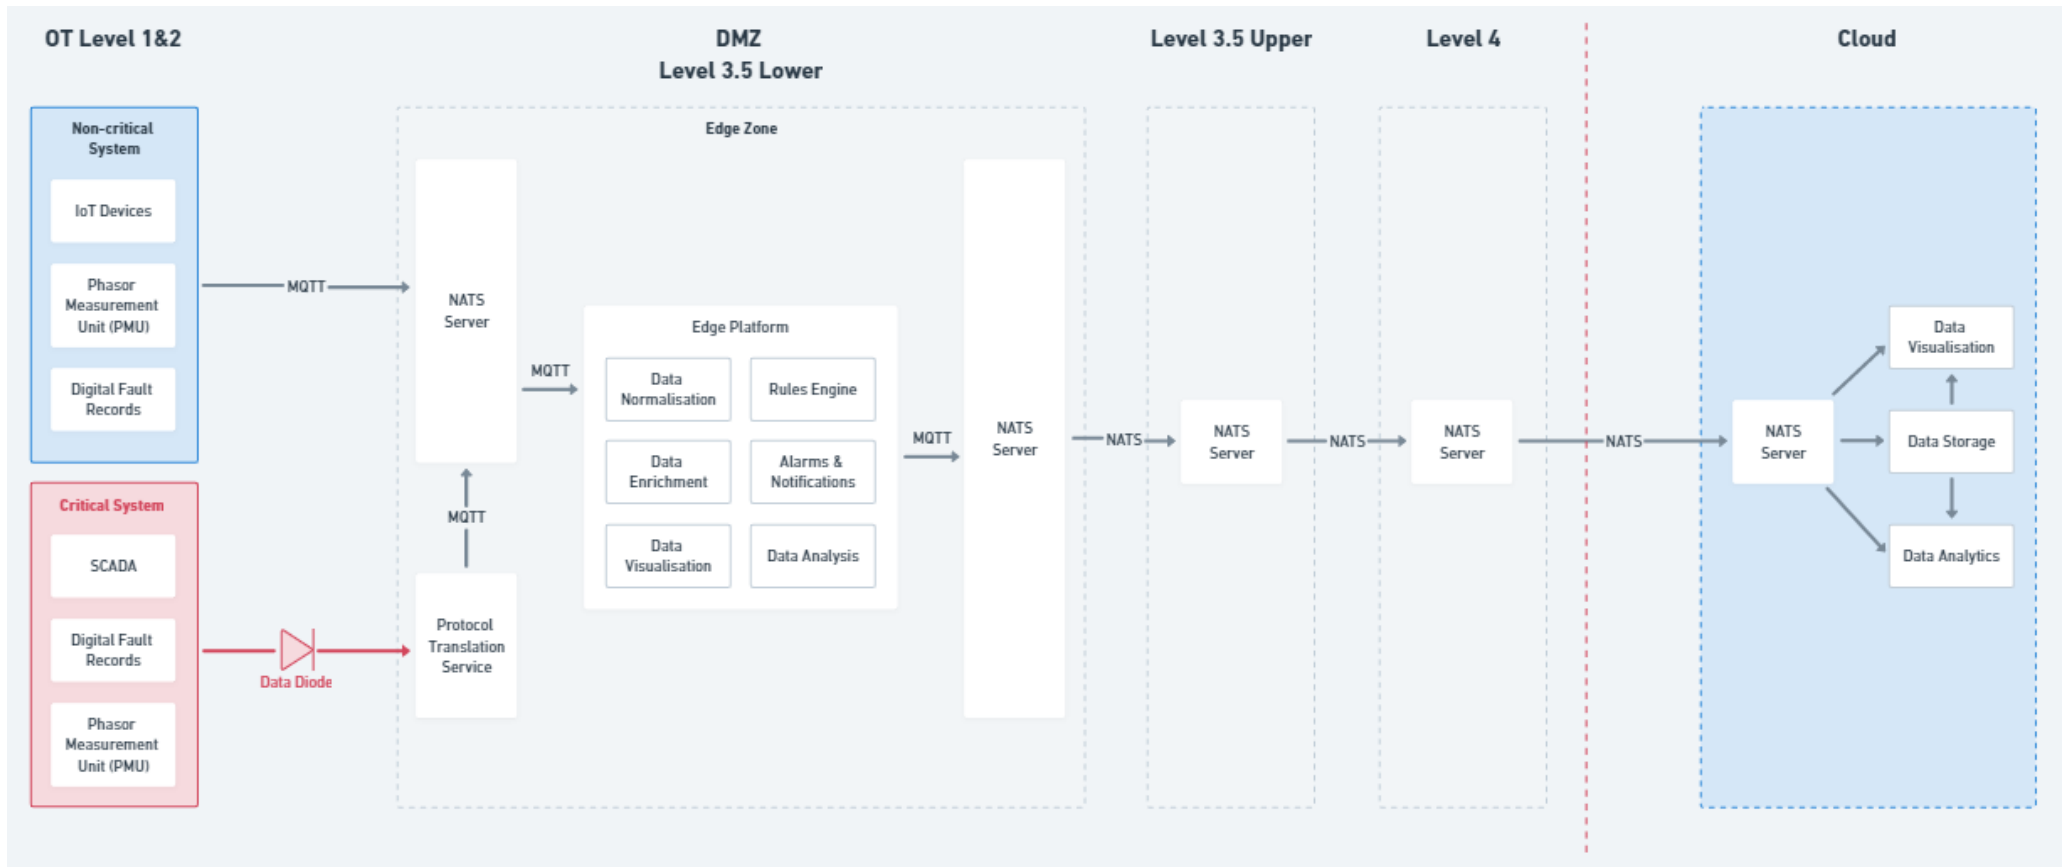 OT Level 1&2
DMZ
Level 3.5 Lower
Level 3.5 Upper
Level 4
Cloud
Non-critical
System
IoT Devices
Phasor
Measurement
Unit (PMU)
Digital Fault
Records
MQTT
Critical System
SCADA
Digital Fault
Records
Phasor
Measurement
Unit (PMU)
Data Diode
Edge Zone
NATS
Server
MQTT
Protocol
Translation
Service
MQTT
Edge Platform
Data
Normalisation
Rules Engine
Data
Enrichment
Alarms &
Notifications
Data
Visualisation
Data Analysis
MQTT
NATS
Server
NATS
NATS
Server
NATS
NATS
Server
NATS
NATS
Server
Data
Visualisation
Data Storage
Data Analytics